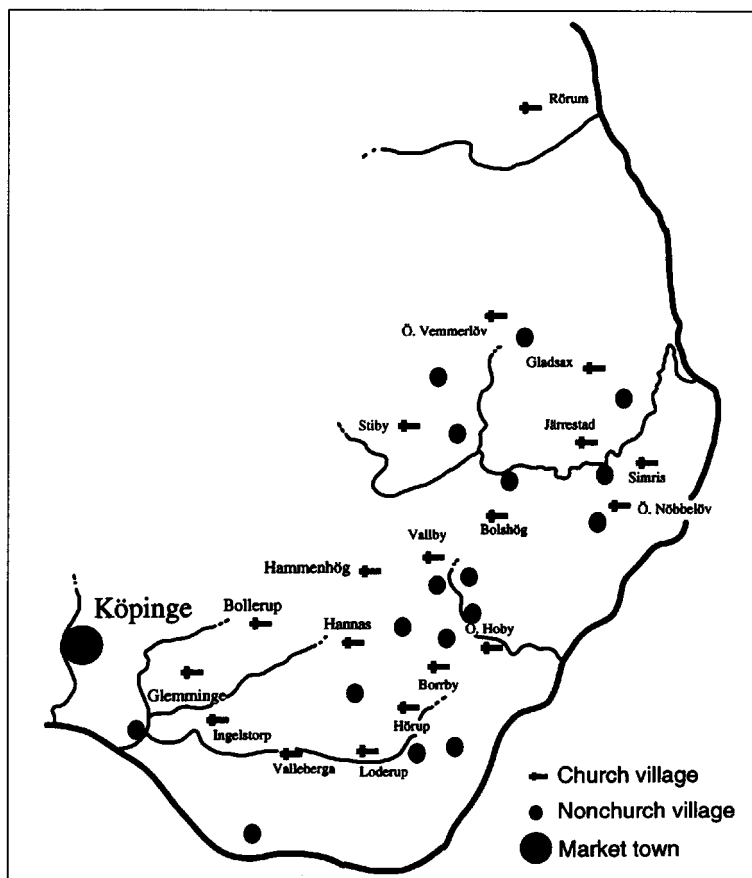 Rörum
Ö. Vemmerlöv
Gladsax
Stiby
Järrestad
Simris
Ö. Nöbbelöv
Bolshög
Vallby
Hammenhög
Köpinge
Bollerup
Hannas
Ö. Hoby
Borrby
Glemminge
Hörup
Ingelstorp
Valleberga
Loderup
Church village
Nonchurch village
Market town